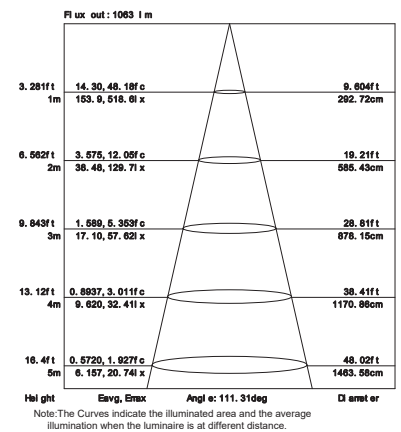 Flux out: 1063 lm
3.281ft 14.30, 48.18fc 9.604ft
1m 153.9, 518.6lx 292.72cm
6.562ft 3.575, 12.05fc 19.21ft
2m 38.48, 129.7lx 585.43cm
9.843ft 1.589, 5.353fc 28.81ft
3m 17.10, 57.62lx 878.15cm
13.12ft 0.8937, 3.011fc 38.41ft
4m 9.620, 32.41lx 1170.86cm
16.4ft 0.5720, 1.927fc 48.02ft
5m 6.157, 20.74lx 1463.58cm
Height Eavg, Emax Angle: 111.31deg Diameter
Note:The Curves indicate the illuminated area and the average
illumination when the luminaire is at different distance.